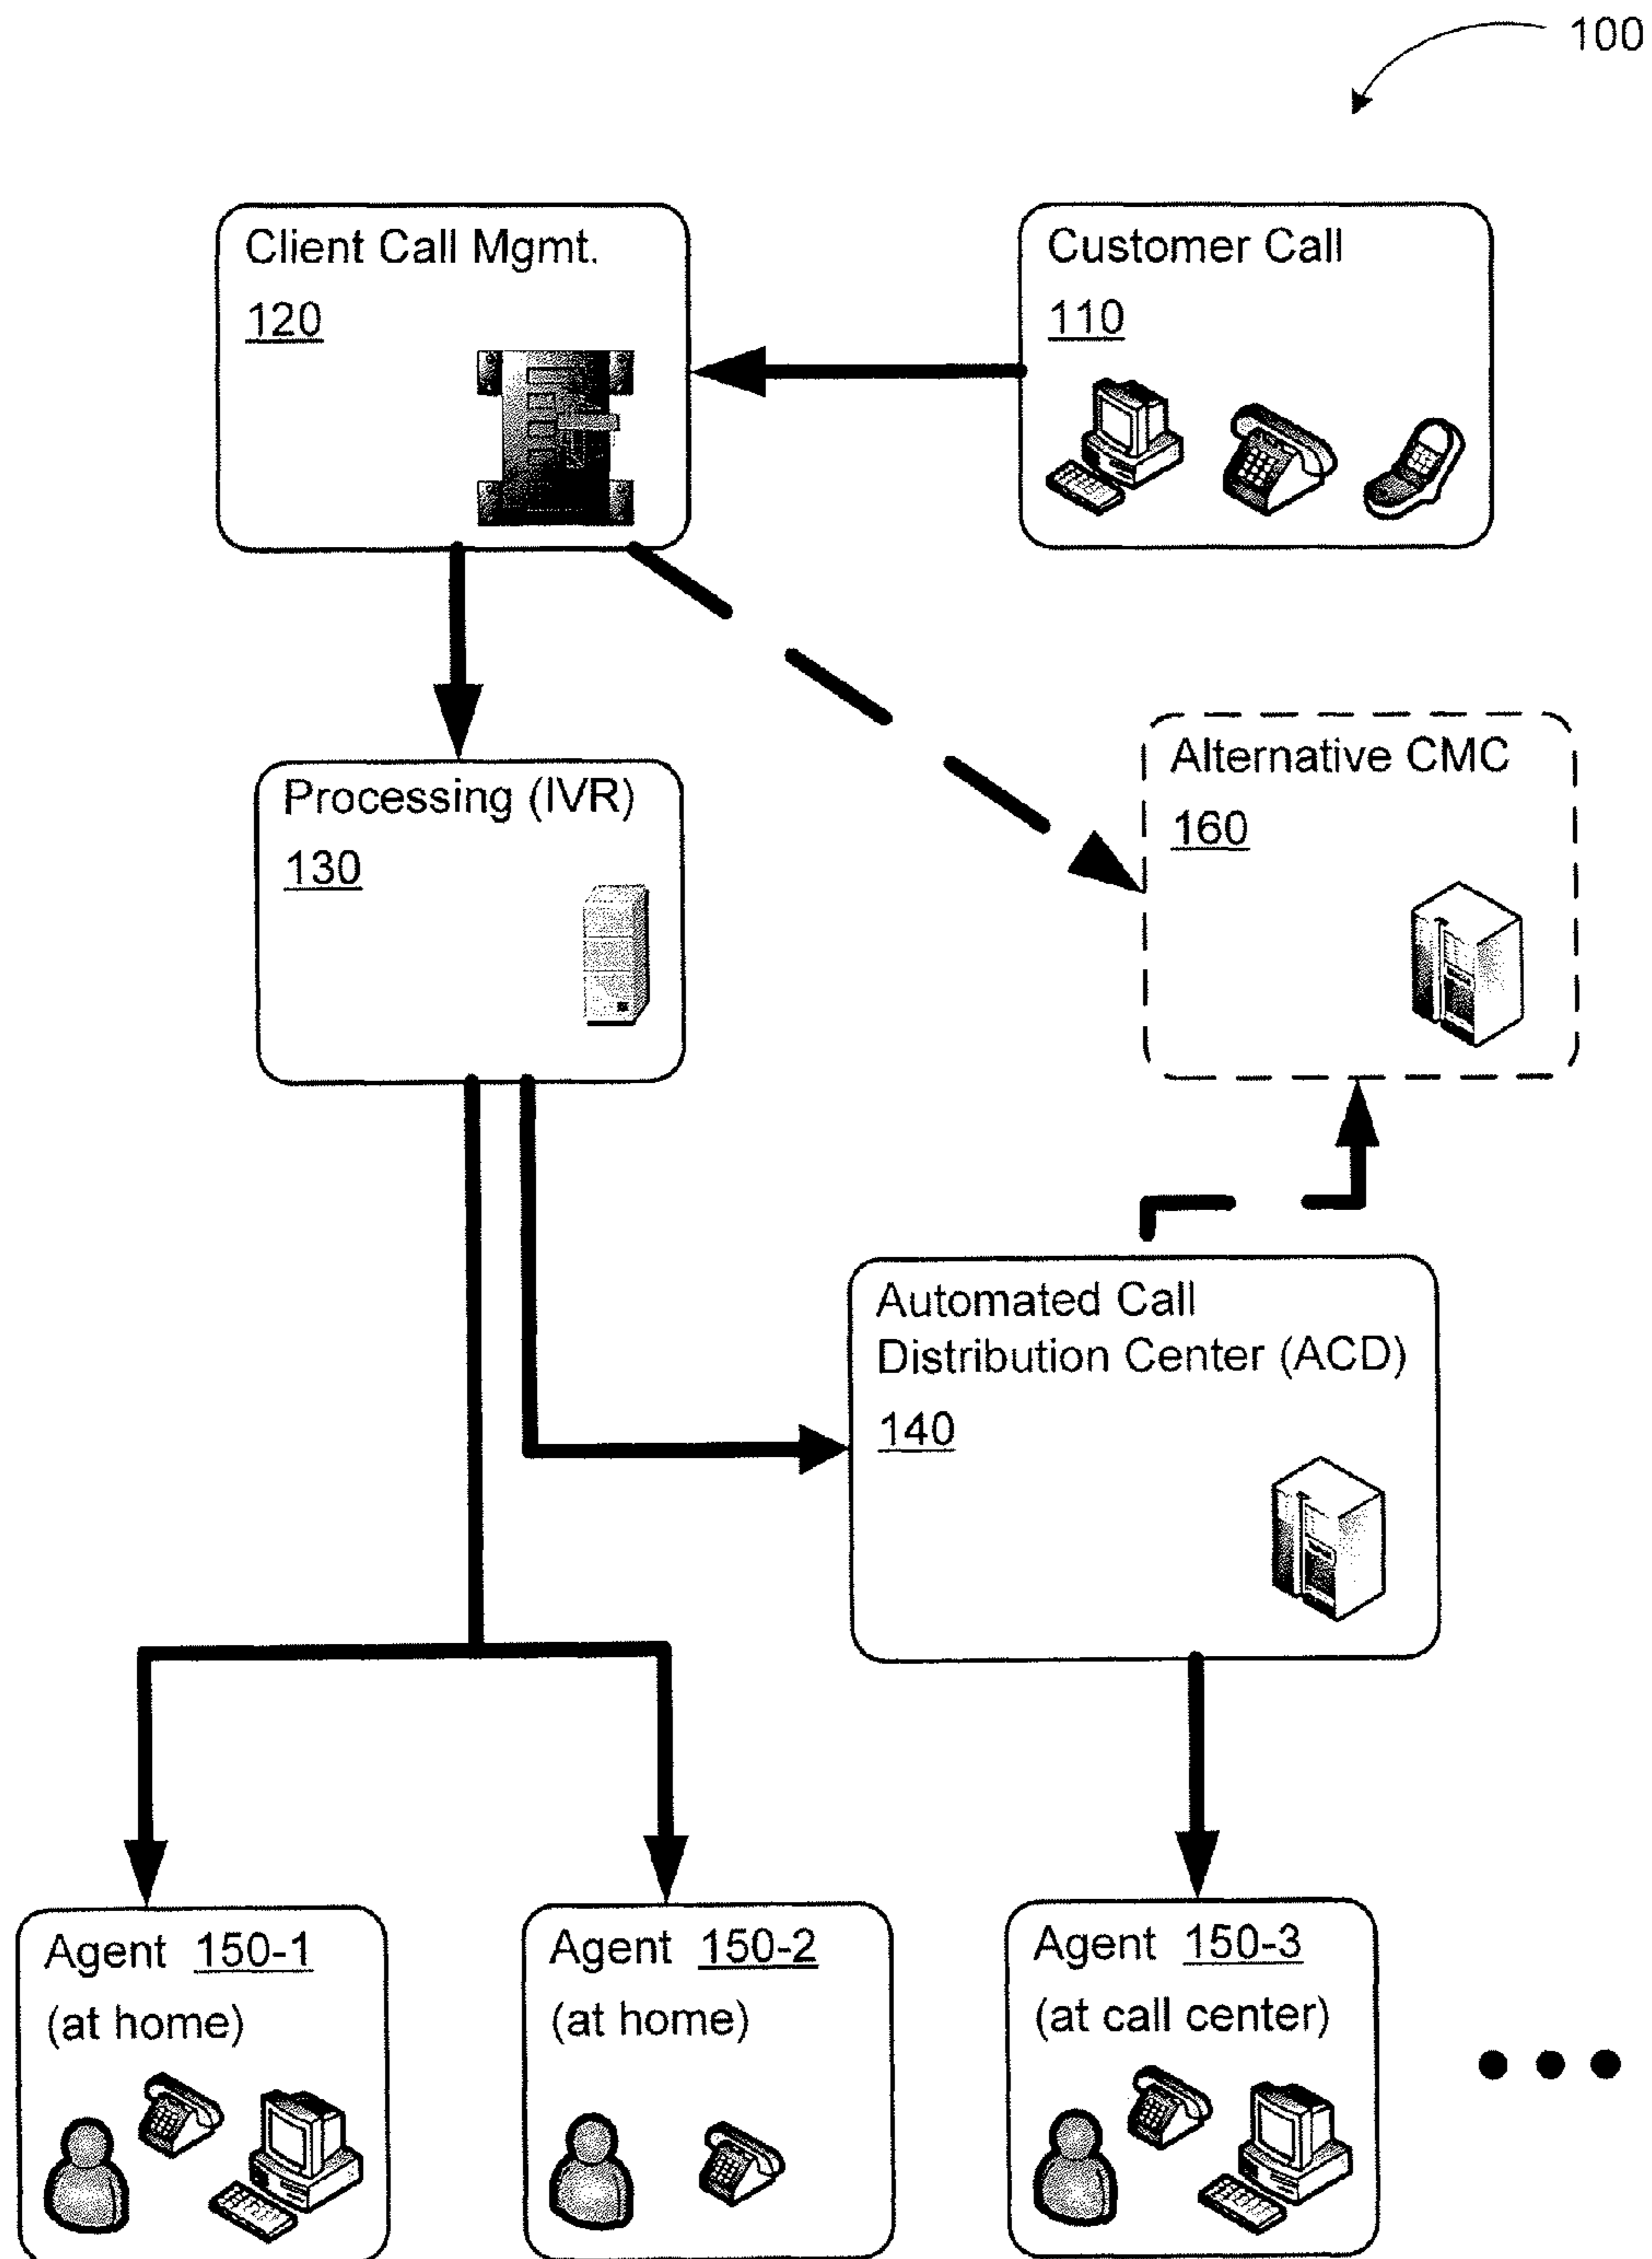 100
Client Call Mgmt.
120
Customer Call
110
Processing (IVR)
130
Alternative CMC
160
Automated Call
Distribution Center (ACD)
140
Agent 150-1
(at home)
Agent 150-2
(at home)
Agent 150-3
(at call center)